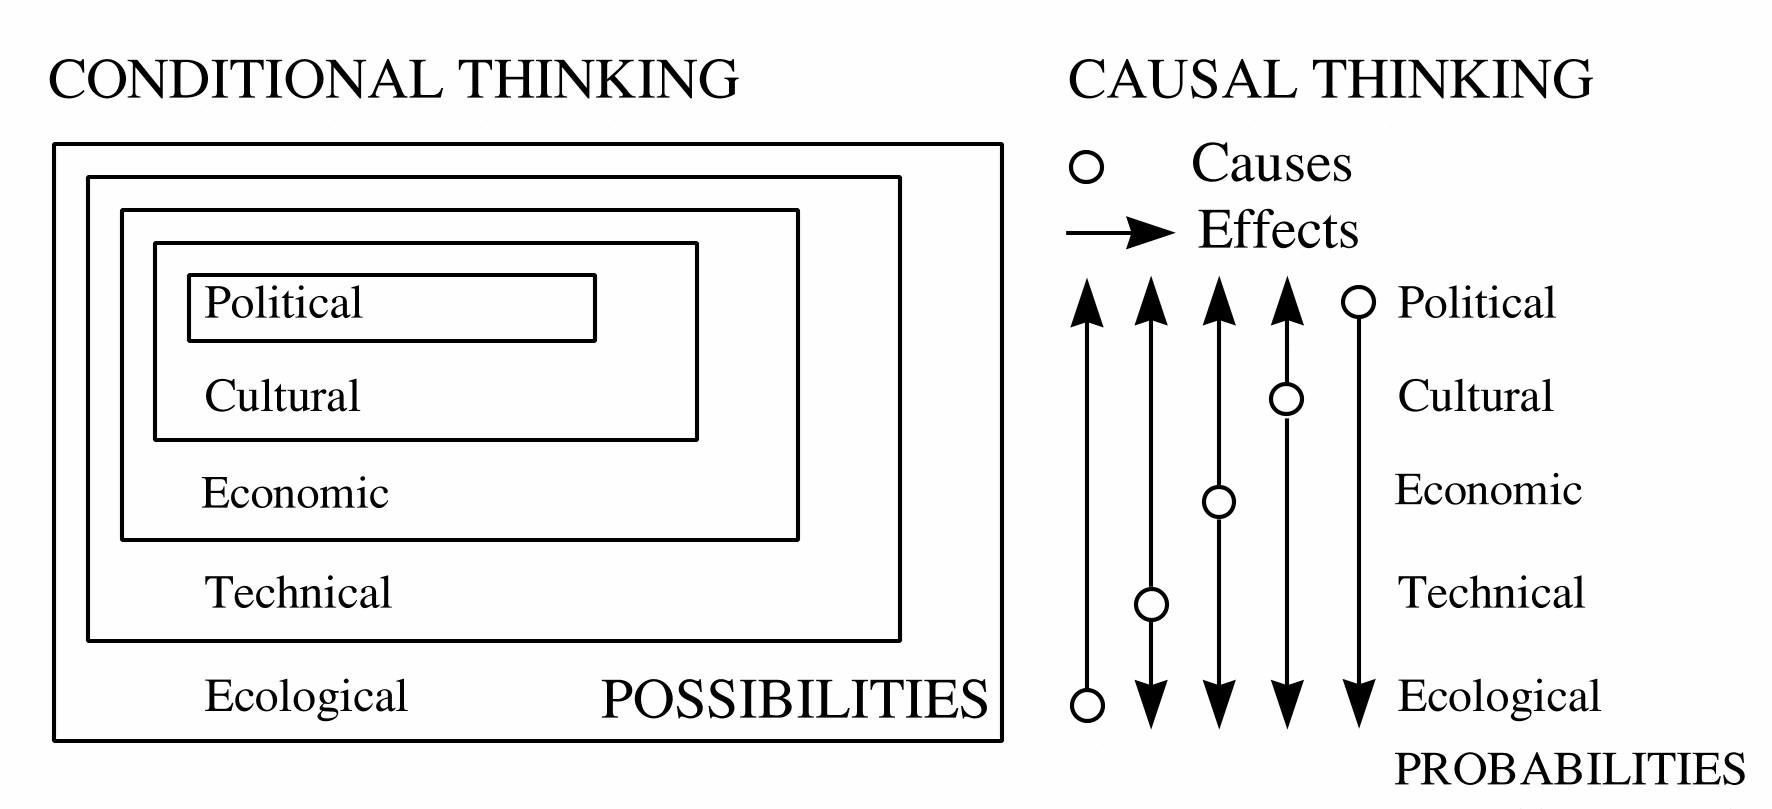 CONDITIONAL THINKING
Political
Cultural
Economic
Technical
Ecological
POSSIBILITIES
CAUSAL THINKING
Causes
Effects
Political
Cultural
Economic
Technical
Ecological
PROBABILITIES